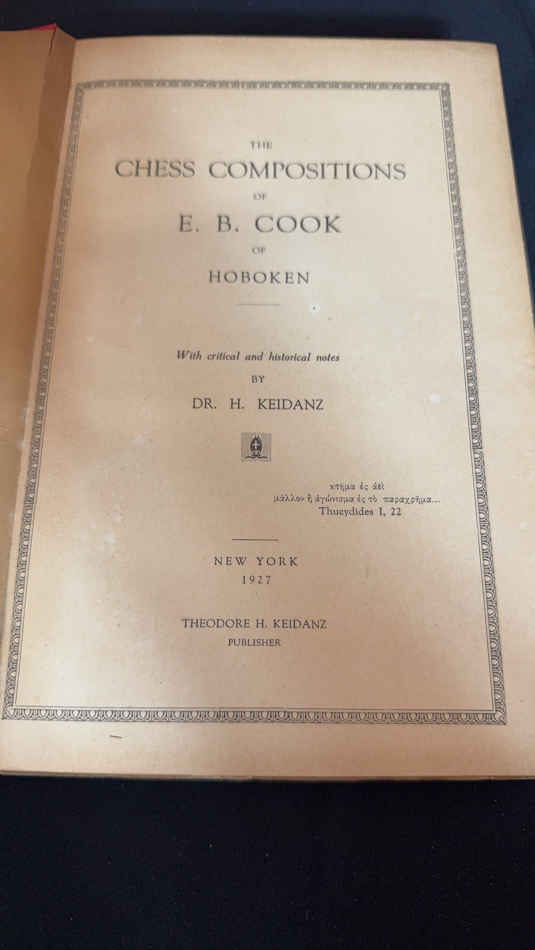 THE
CHESS COMPOSITIONS
OF
E. B. COOK
OF
HOBOKEN
With critical and historical notes
BY
DR. H. KEIDANZ
κτῆμα ἐς ἀεὶ
μᾶλλον ἢ ἀγώνισμα ἐς τὸ παραχρῆμα...
Thucydides I, 22
NEW YORK
1927
THEODORE H. KEIDANZ
PUBLISHER